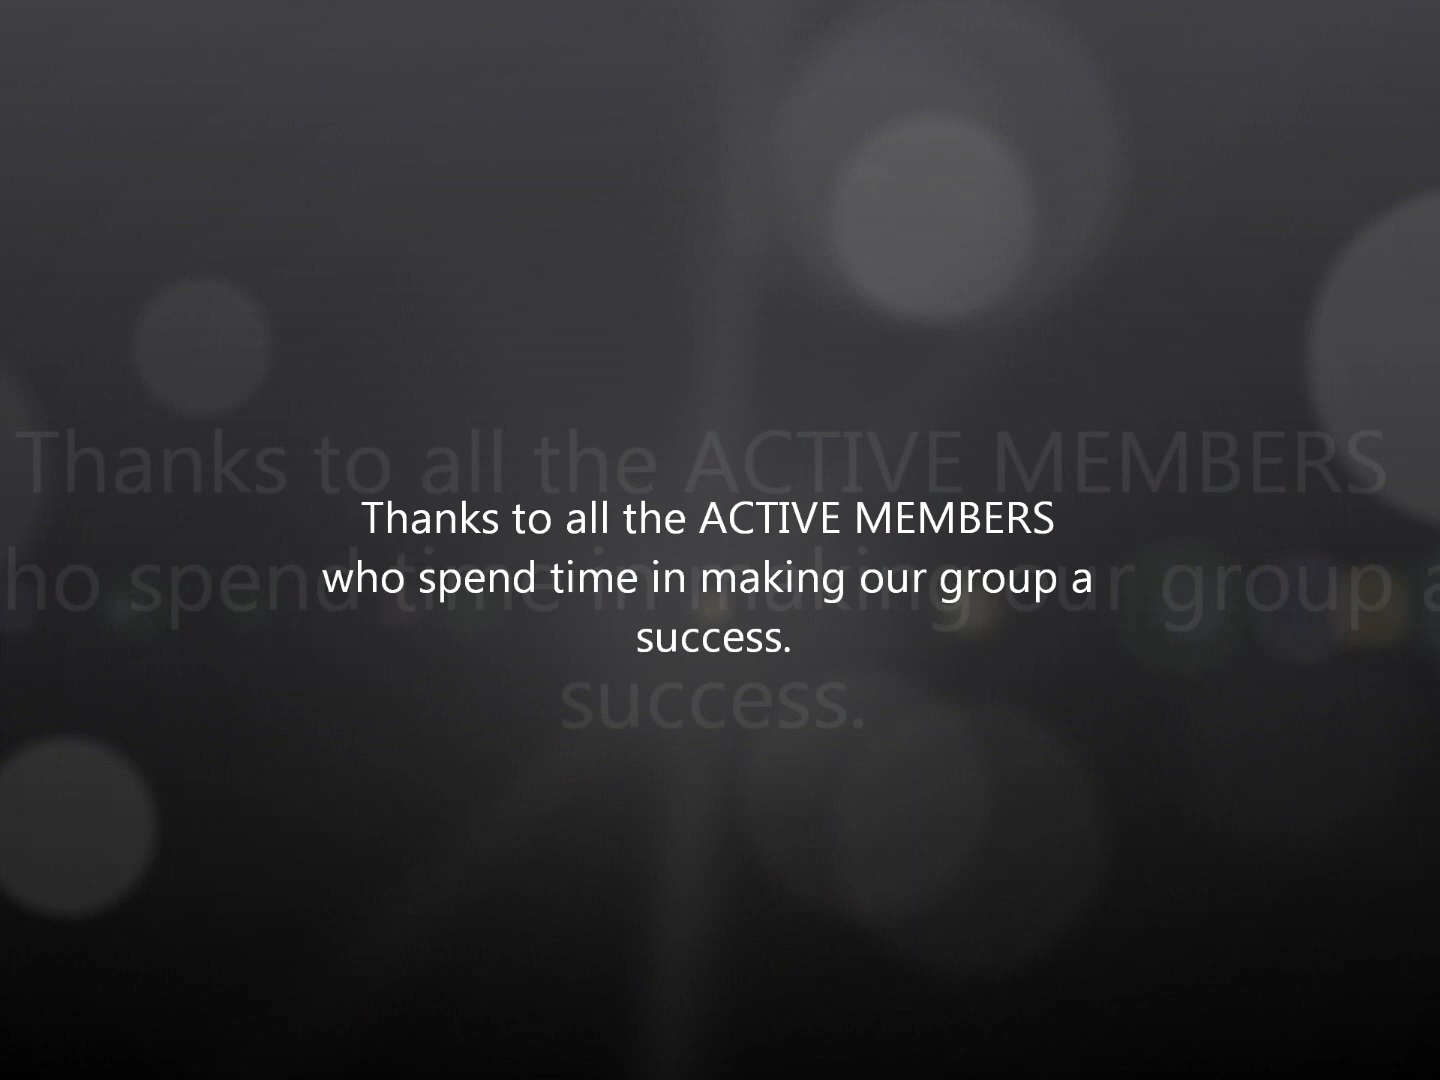 Thanks to all the ACTIVE MEMBERS
who spend time in making our group a
success.